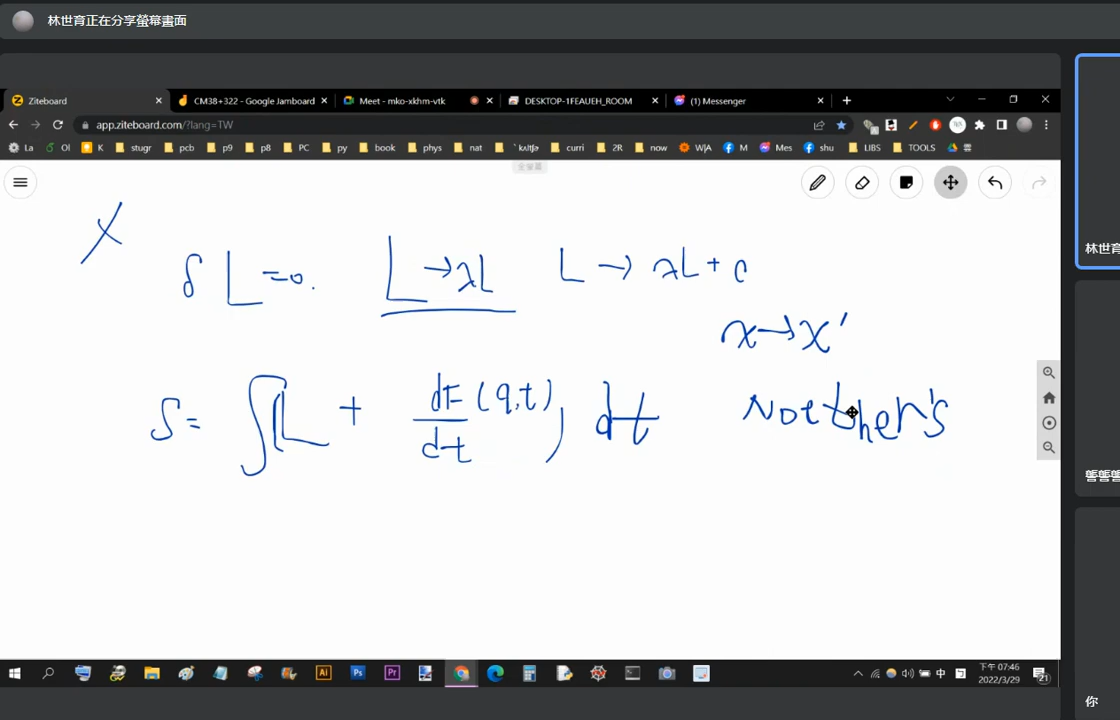 林世育正在分享螢幕畫面
Ziteboard
CM38+322 - Google Jamboard
Meet - mko-xkhm-vtk
DESKTOP-1FEAUEH_ROOM
(1) Messenger
app.ziteboard.com/?lang=TW
La OI K stugr pcb p9 p8 PC py book phys nat curri 2R now WJA M Mes shu LIBS TOOLS 雲
δL=0. L→λL L→λL+c
x→x'
S= ∫(L + dF(q,t)/dt) dt Noether's
林世育
你
中
下午 07:46
2022/3/29
21